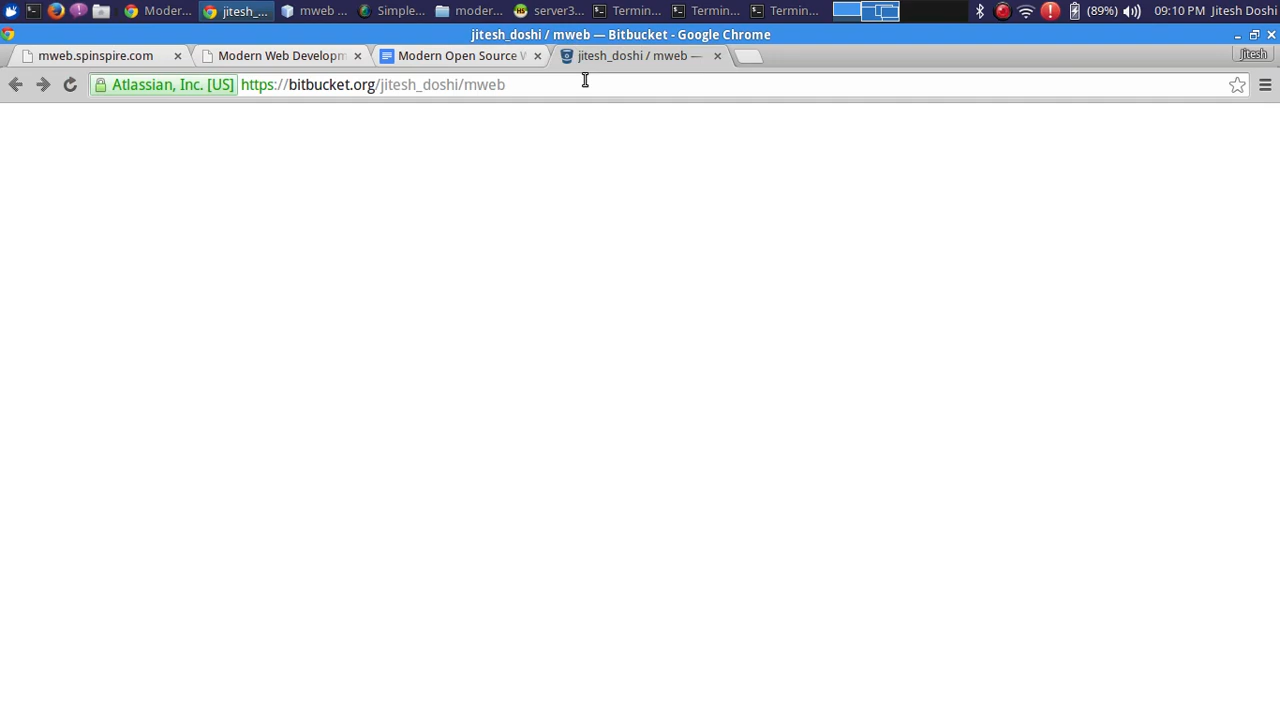 Moder... jitesh_... mweb ... Simple... moder... server3... Termin... Termin... Termin... (89%) 09:10 PM Jitesh Doshi
jitesh_doshi / mweb — Bitbucket - Google Chrome
mweb.spinspire.com Modern Web Developm Modern Open Source W jitesh_doshi / mweb — Jitesh
Atlassian, Inc. [US] https://bitbucket.org/jitesh_doshi/mweb